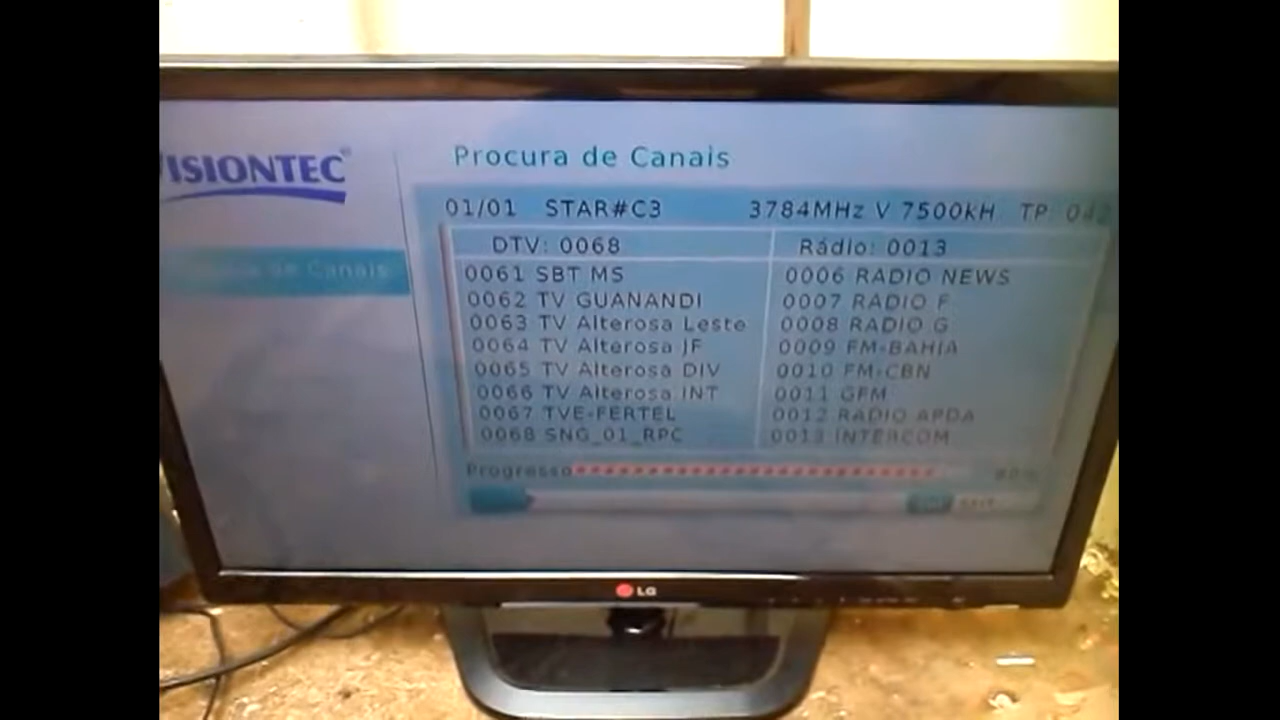 VISIONTEC
Procura de Canais
01/01 STAR#C3 3784MHz V 7500kH TP: 042
DTV: 0068 Rádio: 0013
de Canais
0061 SBT MS 0006 RADIO NEWS
0062 TV GUANANDI 0007 RADIO F
0063 TV Alterosa Leste 0008 RADIO G
0064 TV Alterosa JF 0009 FM-BAHIA
0065 TV Alterosa DIV 0010 FM-CBN
0066 TV Alterosa INT 0011 GFM
0067 TVE-FERTEL 0012 RADIO APDA
0068 SNG_01_RPC 0013 INTERCOM
Progresso
LG